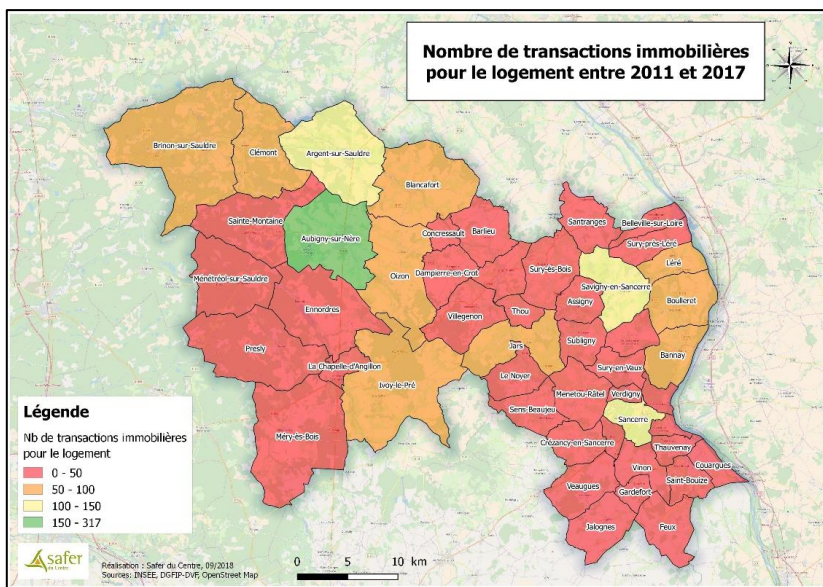 Nombre de transactions immobilières
pour le logement entre 2011 et 2017
Brinon-sur-Sauldre
Clémont
Argent-sur-Sauldre
Blancafort
Sainte-Montaine
Aubigny-sur-Nère
Concressault
Barlieu
Santranges
Belleville-sur-Loire
Sury-près-Léré
Ménétréol-sur-Sauldre
Oizon
Dampierre-en-Crot
Sury-ès-Bois
Savigny-en-Sancerre
Léré
Ennordres
Villegenon
Thou
Assigny
Boulleret
Presly
La Chapelle-d'Angillon
Ivoy-le-Pré
Jars
Subligny
Bannay
Le Noyer
Sury-en-Vaux
Menetou-Râtel
Verdigny
Sens-Beaujeu
Sancerre
Méry-ès-Bois
Crézancy-en-Sancerre
Thauvenay
Vinon
Couargues
Veaugues
Gardefort
Saint-Bouize
Jalognes
Feux
Légende
Nb de transactions immobilières
pour le logement
0 - 50
50 - 100
100 - 150
150 - 317
safer
du Centre
Réalisation : Safer du Centre, 09/2018
Sources: INSEE, DGFIP-DVF, OpenStreet Map
0 5 10 km